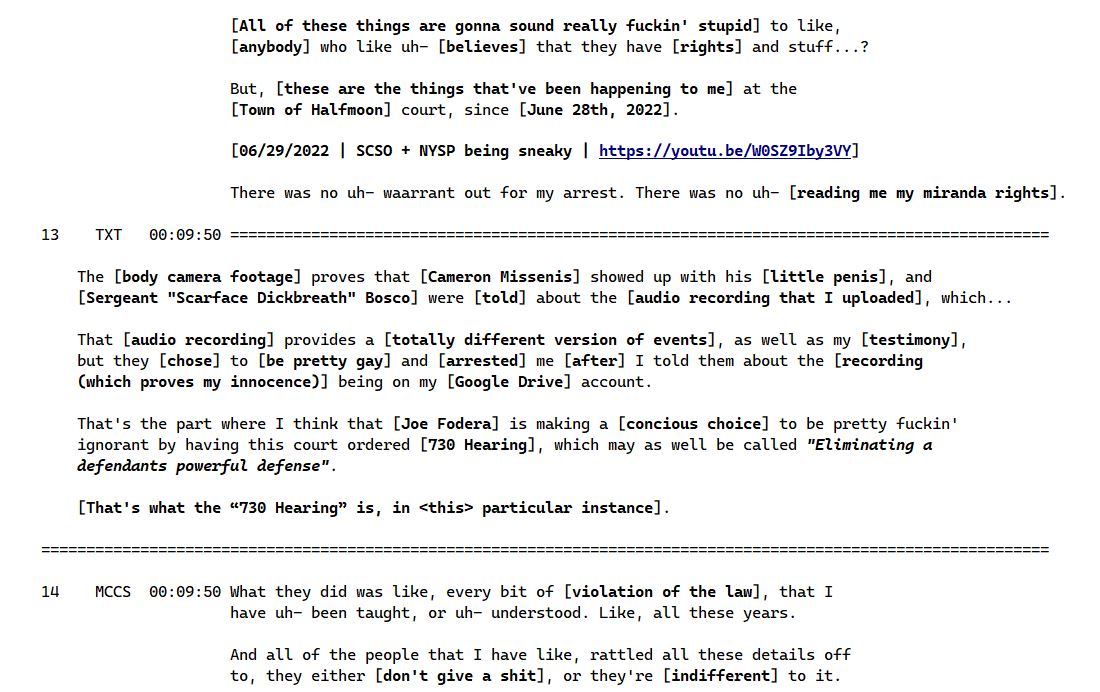 [All of these things are gonna sound really fuckin' stupid] to like,
[anybody] who like uh- [believes] that they have [rights] and stuff...?
But, [these are the things that've been happening to me] at the
[Town of Halfmoon] court, since [June 28th, 2022].
[06/29/2022 | SCSO + NYSP being sneaky | https://youtu.be/W0SZ9Iby3VY]
There was no uh- waarrant out for my arrest. There was no uh- [reading me my miranda rights].
13 TXT 00:09:50 ===========================================================================================
The [body camera footage] proves that [Cameron Missenis] showed up with his [little penis], and
[Sergeant "Scarface Dickbreath" Bosco] were [told] about the [audio recording that I uploaded], which...
That [audio recording] provides a [totally different version of events], as well as my [testimony],
but they [chose] to [be pretty gay] and [arrested] me [after] I told them about the [recording
(which proves my innocence)] being on my [Google Drive] account.
That's the part where I think that [Joe Fodera] is making a [concious choice] to be pretty fuckin'
ignorant by having this court ordered [730 Hearing], which may as well be called "Eliminating a
defendants powerful defense".
[That's what the “730 Hearing” is, in <this> particular instance].
================================================================================================================
14 MCCS 00:09:50 What they did was like, every bit of [violation of the law], that I
have uh- been taught, or uh- understood. Like, all these years.
And all of the people that I have like, rattled all these details off
to, they either [don't give a shit], or they're [indifferent] to it.